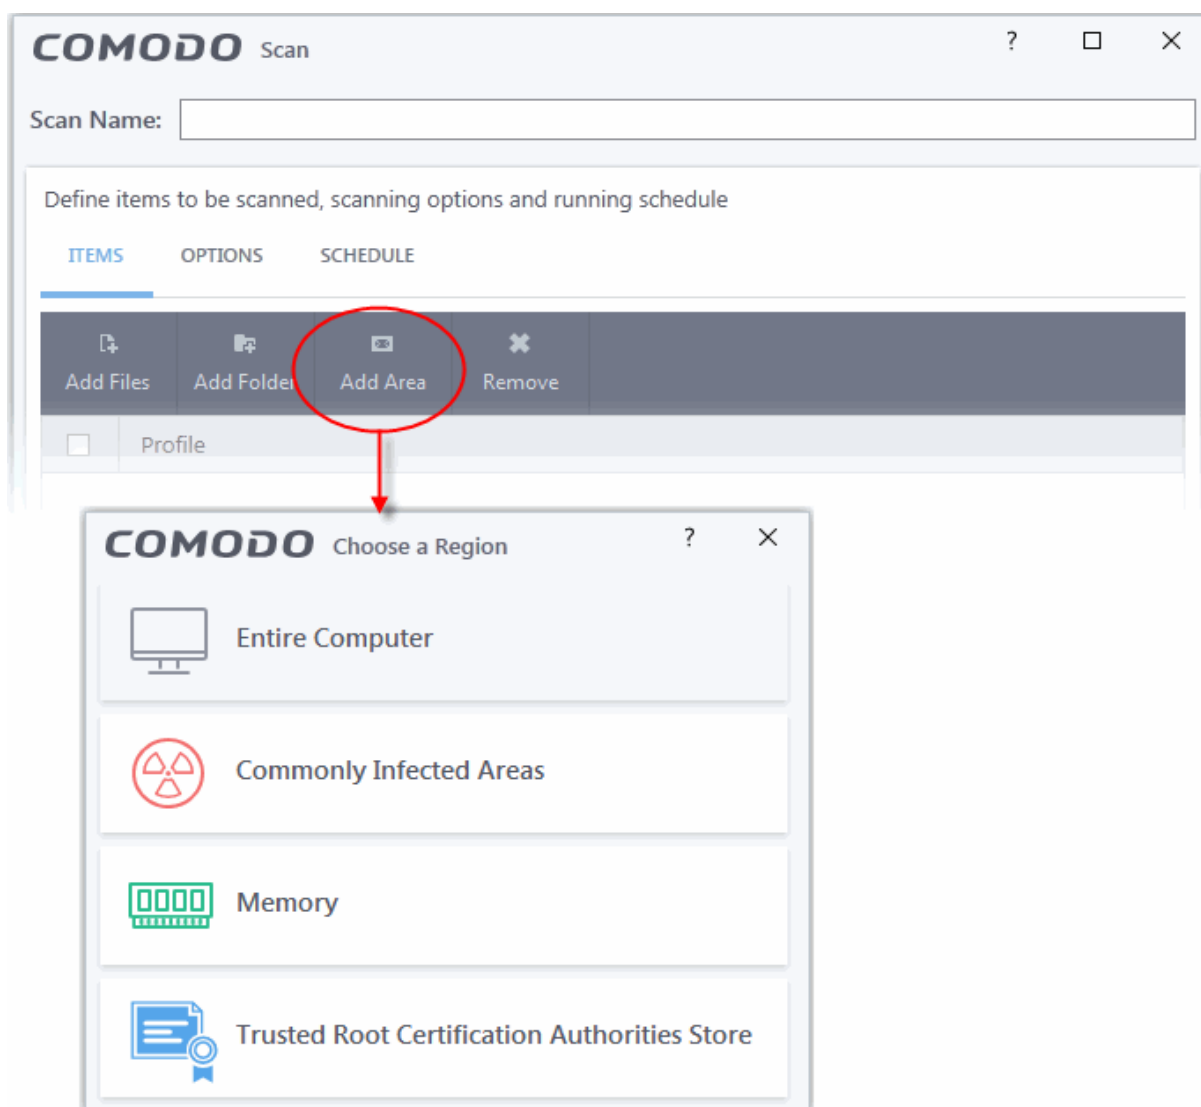 COMODO Scan ?
Scan Name:
Define items to be scanned, scanning options and running schedule
ITEMS OPTIONS SCHEDULE
Add Files Add Folder Add Area Remove
Profile
COMODO Choose a Region ?
Entire Computer
Commonly Infected Areas
Memory
Trusted Root Certification Authorities Store